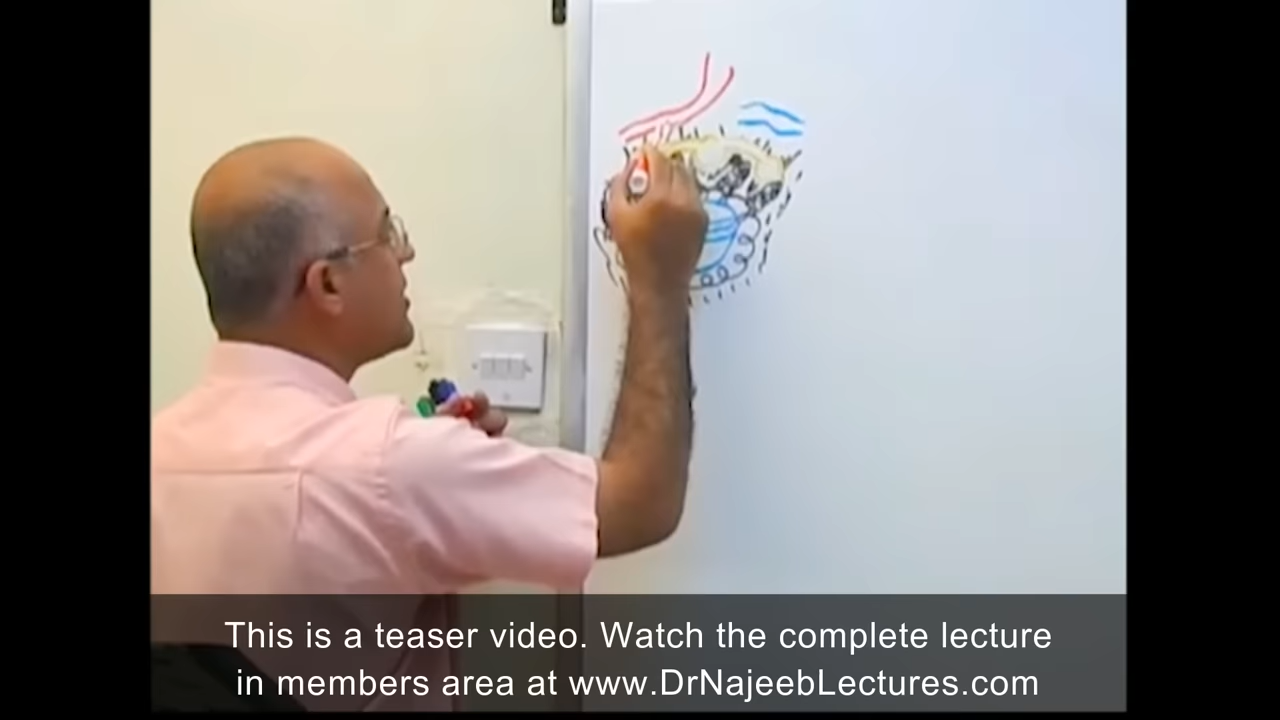 This is a teaser video. Watch the complete lecture
in members area at www.DrNajeebLectures.com